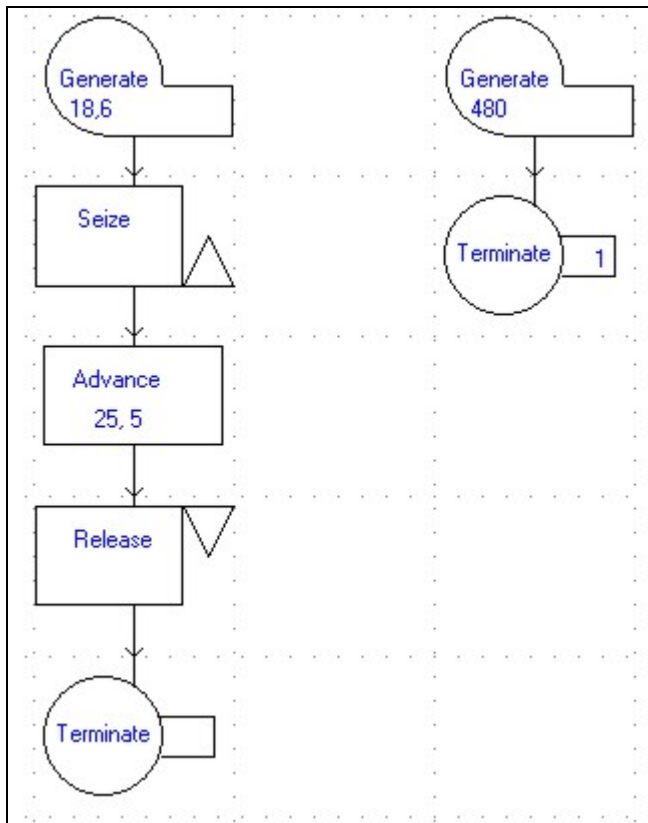 Generate
18,6
Seize
Advance
25, 5
Release
Terminate
Generate
480
Terminate 1